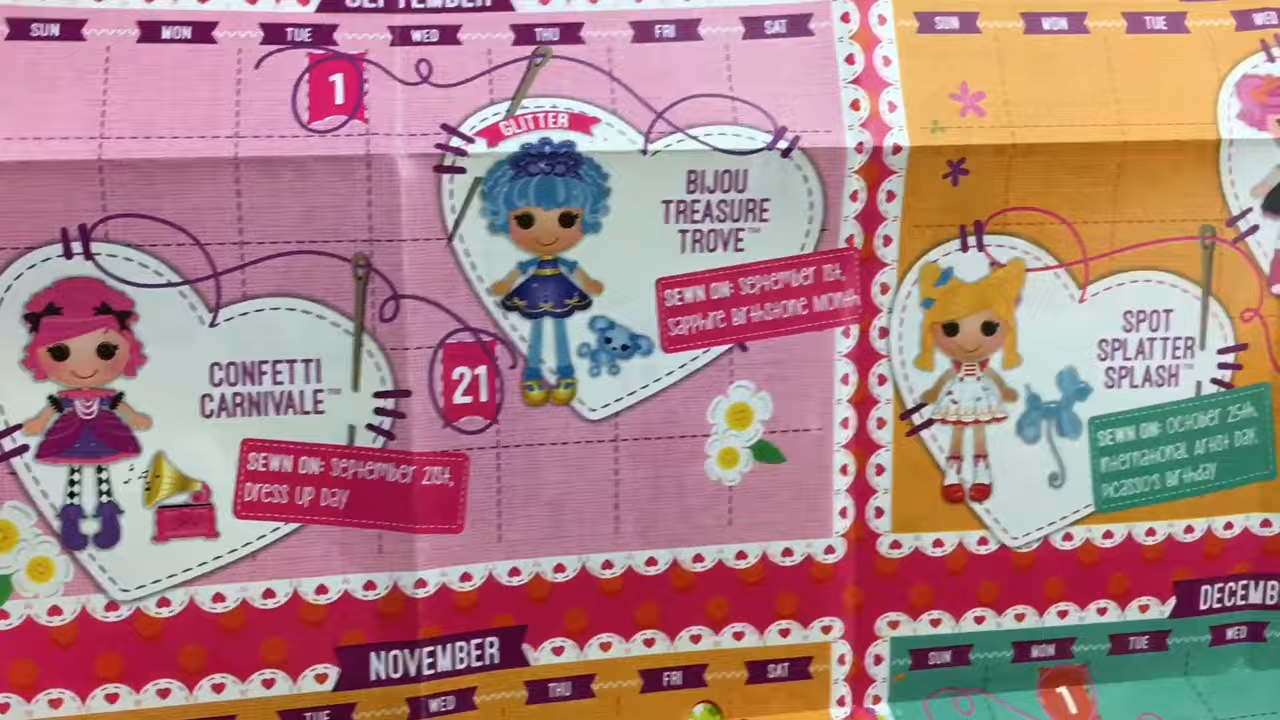 SEPTEMBER
SUN MON TUE WED THU FRI SAT
1
GLITTER
BIJOU
TREASURE
TROVE™
SEWN ON: September 1st,
Sapphire Birthstone Month
CONFETTI
CARNIVALE™
SEWN ON: September 21st,
Dress Up Day
21
SUN MON TUE WED
SPOT
SPLATTER
SPLASH™
SEWN ON: October 25th,
International Artist Day,
Picasso's Birthday
NOVEMBER
TUE WED THU FRI SAT
DECEMB
SUN MON TUE WED
1